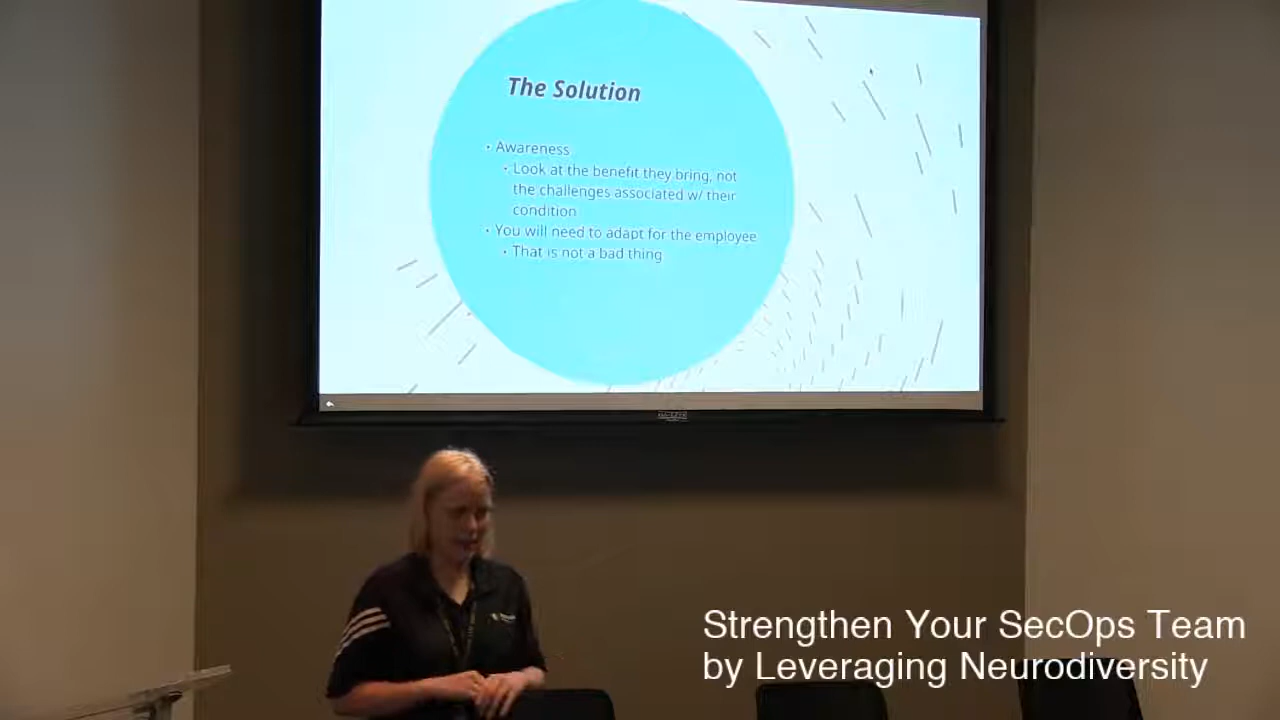 The Solution
• Awareness
• Look at the benefit they bring, not
the challenges associated w/ their
condition
• You will need to adapt for the employee
• That is not a bad thing
Strengthen Your SecOps Team
by Leveraging Neurodiversity